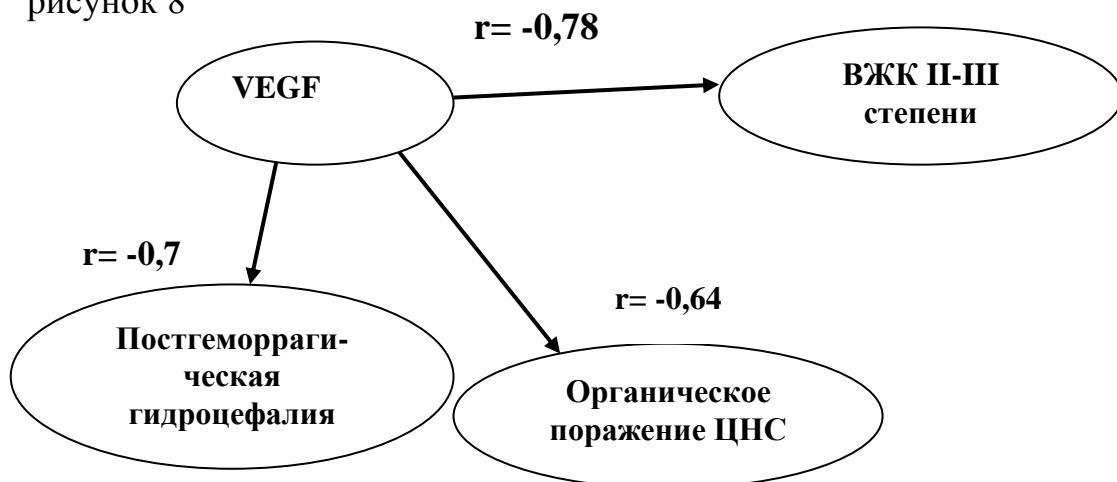 рисунок 8
r= -0,78
VEGF
ВЖК II-III
степени
r= -0,7
r= -0,64
Постгеморраги-
ческая
гидроцефалия
Органическое
поражение ЦНС